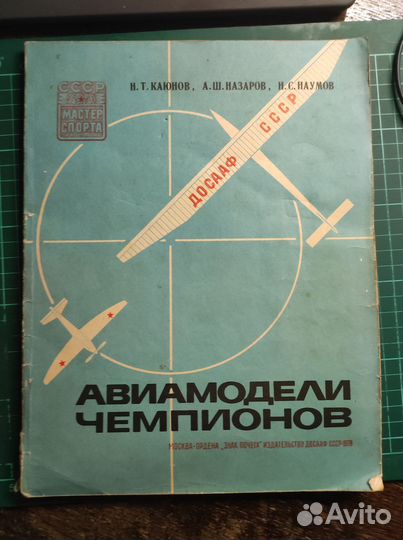 Н. Т. КАЮНОВ, А. Ш. НАЗАРОВ, Н. С. НАУМОВ
СССР
МАСТЕР
СПОРТА
ДОСААФ СССР
АВИАМОДЕЛИ
ЧЕМПИОНОВ
МОСКВА-ОРДЕНА „ЗНАК ПОЧЕТА“ ИЗДАТЕЛЬСТВО ДОСААФ СССР-1978
Avito